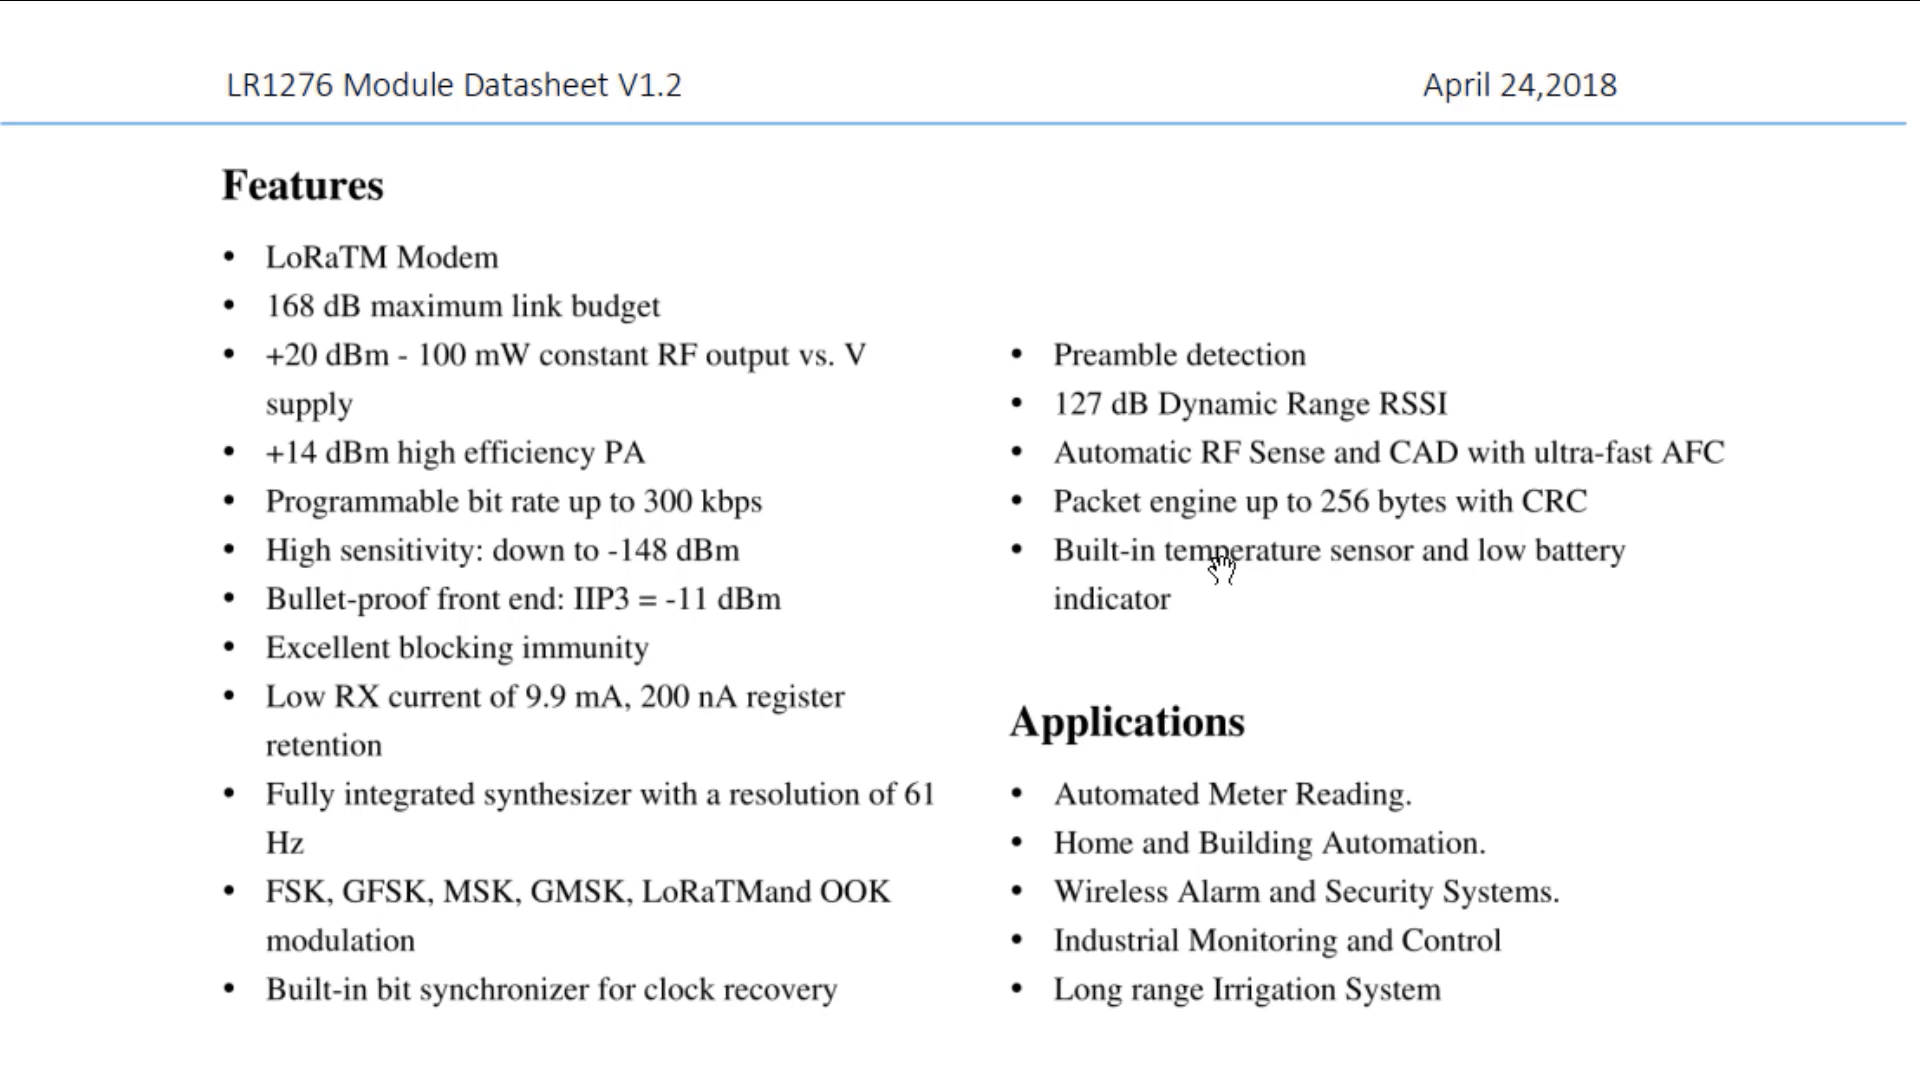 LR1276 Module Datasheet V1.2
April 24,2018
Features
• LoRaTM Modem
• 168 dB maximum link budget
• +20 dBm - 100 mW constant RF output vs. V
supply
• +14 dBm high efficiency PA
• Programmable bit rate up to 300 kbps
• High sensitivity: down to -148 dBm
• Bullet-proof front end: IIP3 = -11 dBm
• Excellent blocking immunity
• Low RX current of 9.9 mA, 200 nA register
retention
• Fully integrated synthesizer with a resolution of 61
Hz
• FSK, GFSK, MSK, GMSK, LoRaTMand OOK
modulation
• Built-in bit synchronizer for clock recovery
• Preamble detection
• 127 dB Dynamic Range RSSI
• Automatic RF Sense and CAD with ultra-fast AFC
• Packet engine up to 256 bytes with CRC
• Built-in temperature sensor and low battery
indicator
Applications
• Automated Meter Reading.
• Home and Building Automation.
• Wireless Alarm and Security Systems.
• Industrial Monitoring and Control
• Long range Irrigation System